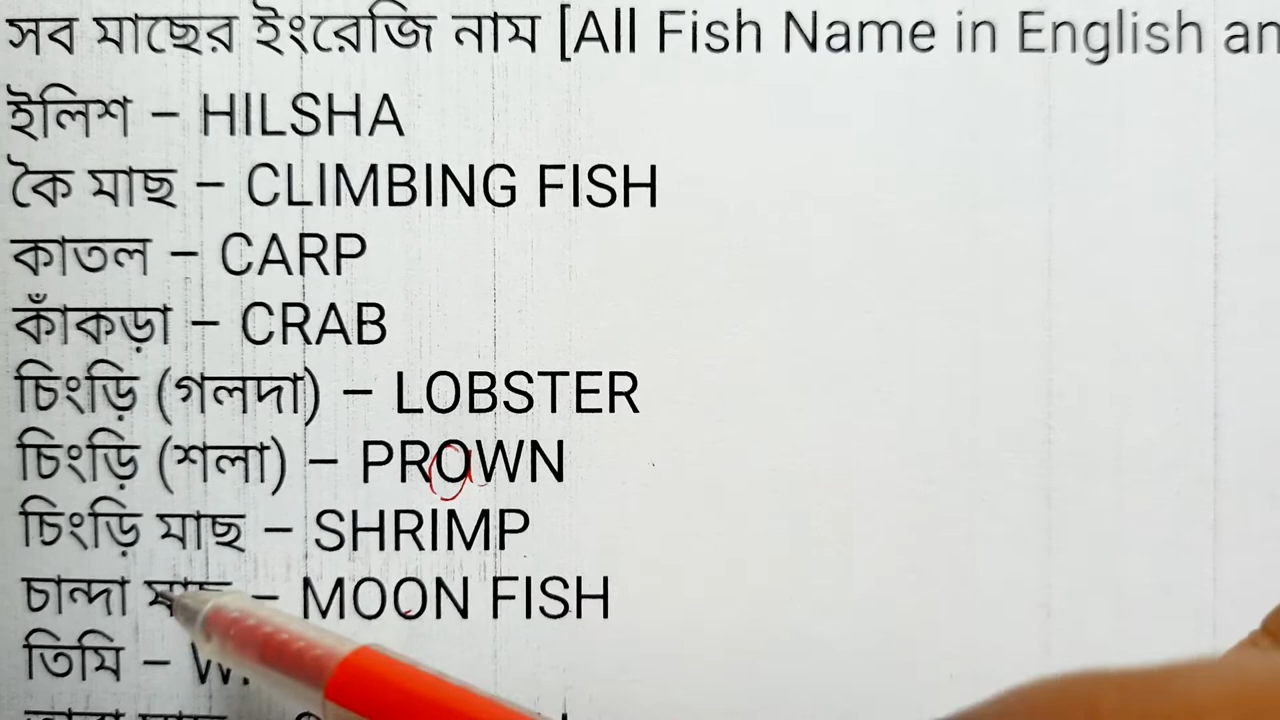 সব মাছের ইংরেজি নাম [All Fish Name in English an
ইলিশ – HILSHA
কৈ মাছ – CLIMBING FISH
কাতল – CARP
কাঁকড়া – CRAB
চিংড়ি (গলদা) – LOBSTER
চিংড়ি (শলা) – PROWN
চিংড়ি মাছ – SHRIMP
চান্দা মাছ – MOON FISH
তিমি –